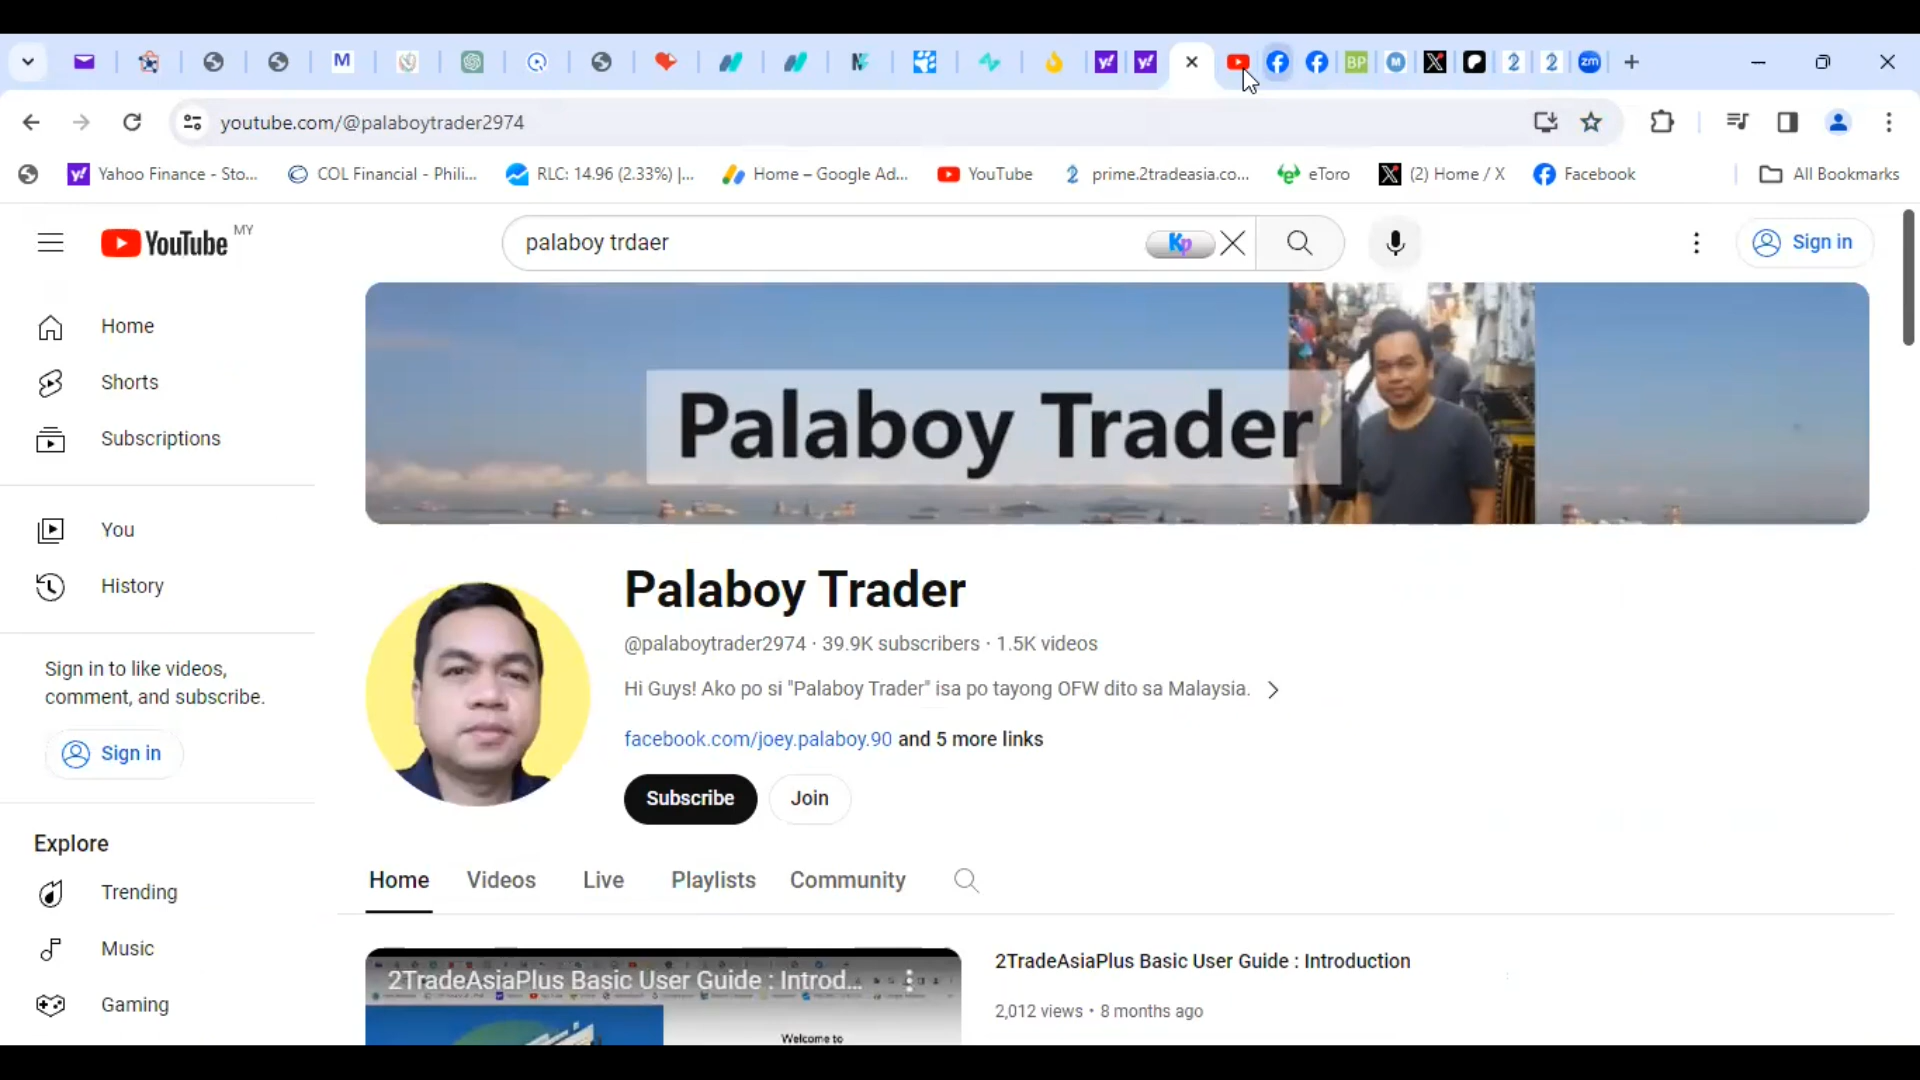 youtube.com/@palaboytrader2974
Yahoo Finance - Sto...
COL Financial - Phili...
RLC: 14.96 (2.33%) |...
Home – Google Ad...
YouTube
prime.2tradeasia.co...
eToro
(2) Home / X
Facebook
All Bookmarks
YouTube MY
palaboy trdaer
Kp
Sign in
Home
Shorts
Subscriptions
You
History
Sign in to like videos,
comment, and subscribe.
Sign in
Explore
Trending
Music
Gaming
Palaboy Trader
Palaboy Trader
@palaboytrader2974 · 39.9K subscribers · 1.5K videos
Hi Guys! Ako po si "Palaboy Trader" isa po tayong OFW dito sa Malaysia.
facebook.com/joey.palaboy.90 and 5 more links
Subscribe
Join
Home
Videos
Live
Playlists
Community
2TradeAsiaPlus Basic User Guide : Introd...
Welcome to
2TradeAsiaPlus Basic User Guide : Introduction
2,012 views • 8 months ago